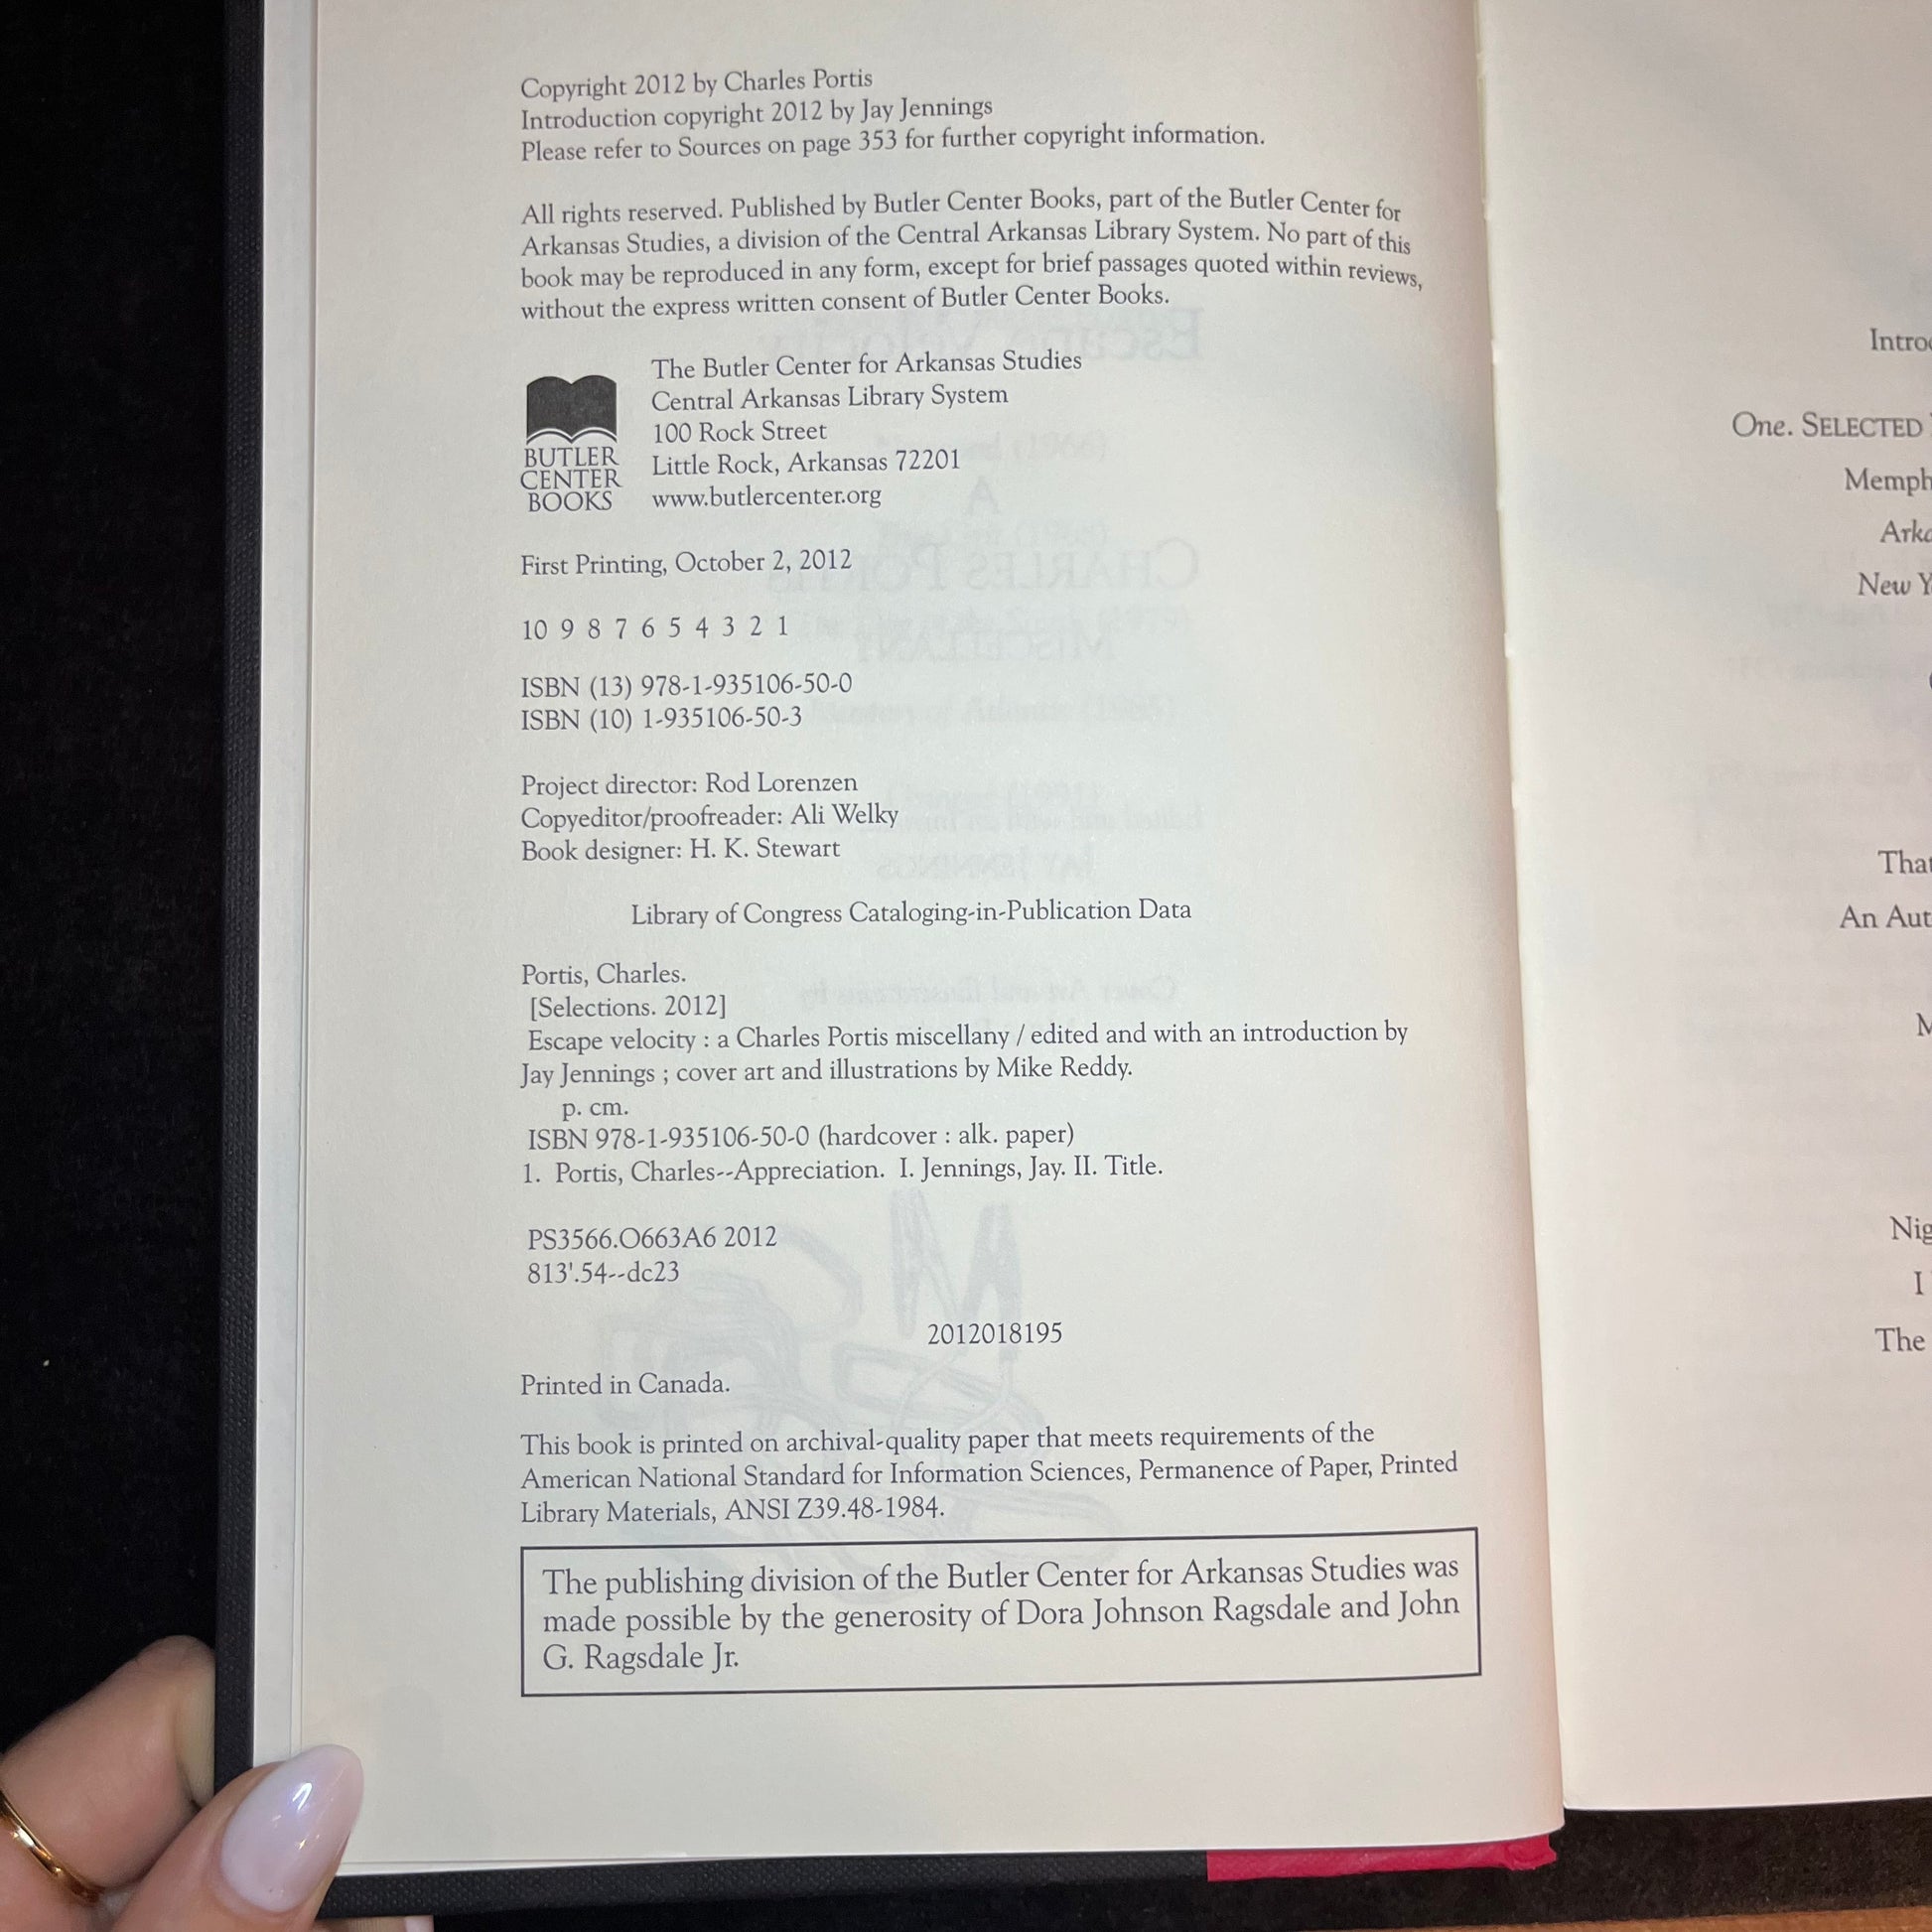 Copyright 2012 by Charles Portis
Introduction copyright 2012 by Jay Jennings
Please refer to Sources on page 353 for further copyright information.
All rights reserved. Published by Butler Center Books, part of the Butler Center for
Arkansas Studies, a division of the Central Arkansas Library System. No part of this
book may be reproduced in any form, except for brief passages quoted within reviews,
without the express written consent of Butler Center Books.
BUTLER
CENTER
BOOKS
The Butler Center for Arkansas Studies
Central Arkansas Library System
100 Rock Street
Little Rock, Arkansas 72201
www.butlercenter.org
First Printing, October 2, 2012
10 9 8 7 6 5 4 3 2 1
ISBN (13) 978-1-935106-50-0
ISBN (10) 1-935106-50-3
Project director: Rod Lorenzen
Copyeditor/proofreader: Ali Welky
Book designer: H. K. Stewart
Library of Congress Cataloging-in-Publication Data
Portis, Charles.
[Selections. 2012]
Escape velocity : a Charles Portis miscellany / edited and with an introduction by
Jay Jennings ; cover art and illustrations by Mike Reddy.
p. cm.
ISBN 978-1-935106-50-0 (hardcover : alk. paper)
1. Portis, Charles--Appreciation. I. Jennings, Jay. II. Title.
PS3566.O663A6 2012
813'.54--dc23
2012018195
Printed in Canada.
This book is printed on archival-quality paper that meets requirements of the
American National Standard for Information Sciences, Permanence of Paper, Printed
Library Materials, ANSI Z39.48-1984.
The publishing division of the Butler Center for Arkansas Studies was
made possible by the generosity of Dora Johnson Ragsdale and John
G. Ragsdale Jr.
One. SELECTED
New
An
I
The